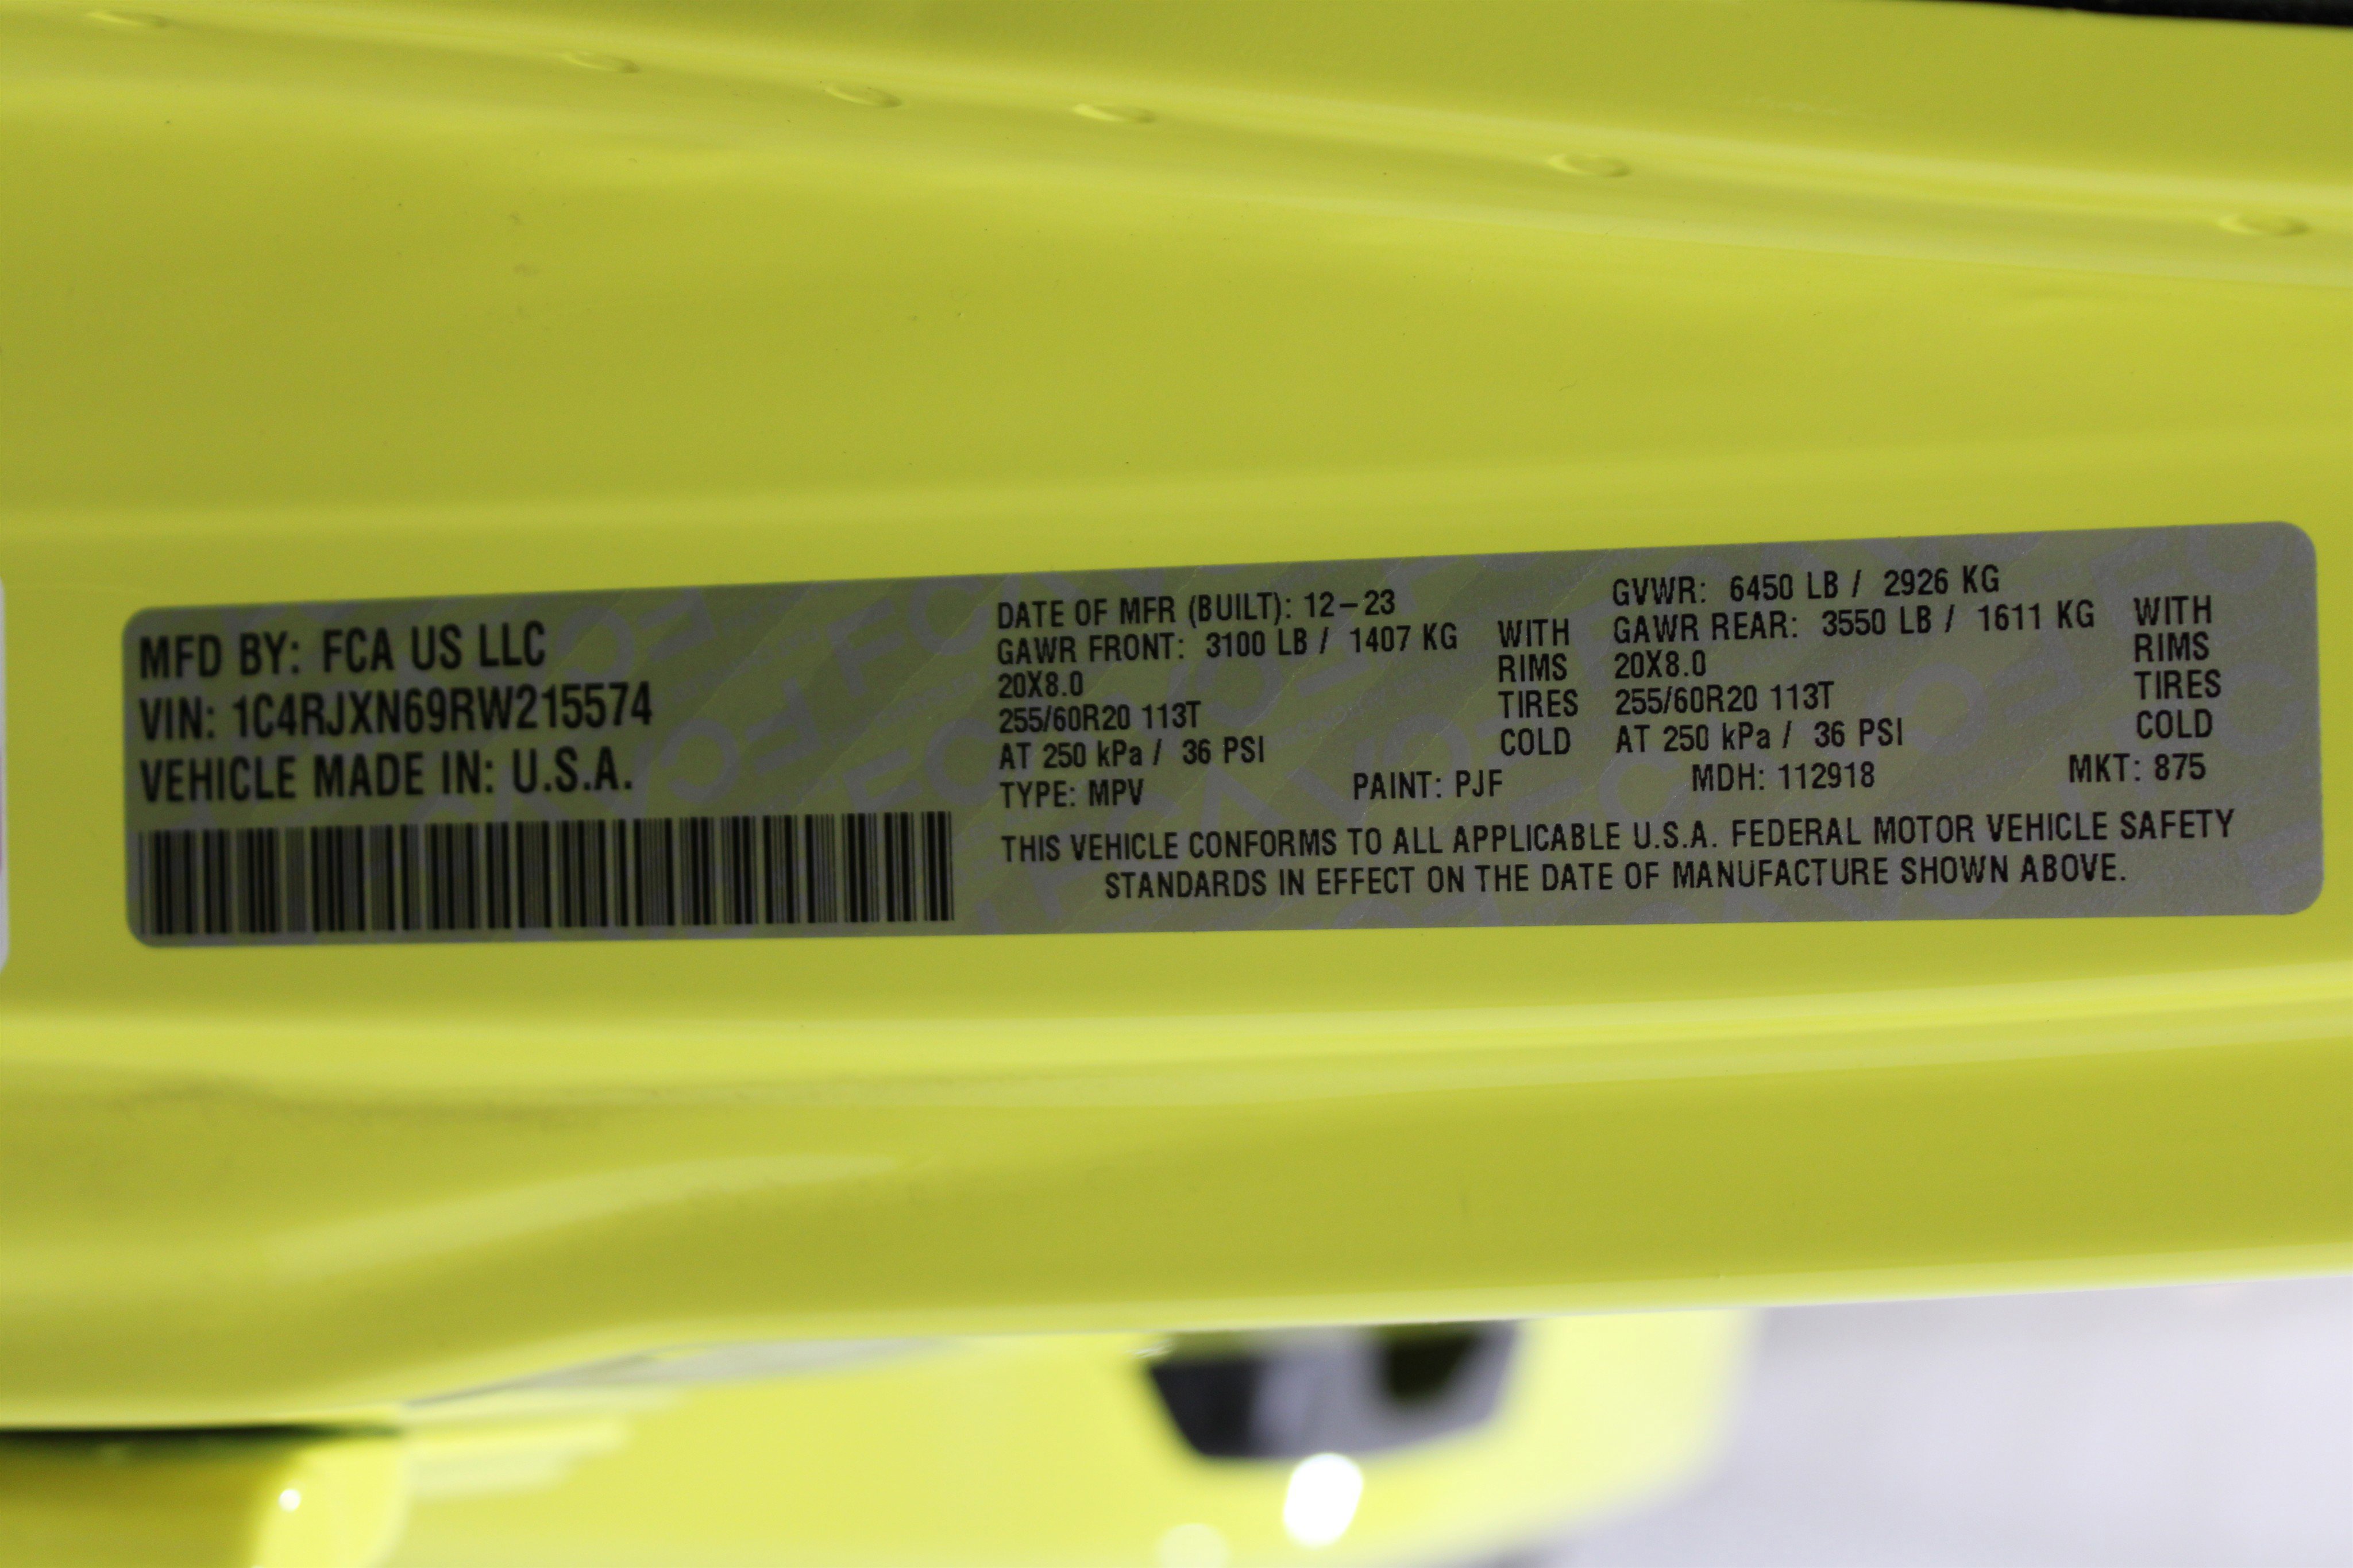 MFD BY: FCA US LLC
VIN: 1C4RJXN69RW215574
VEHICLE MADE IN: U.S.A.
DATE OF MFR (BUILT): 12-23
GAWR FRONT: 3100 LB / 1407 KG WITH
20X8.0 RIMS
255/60R20 113T TIRES
AT 250 kPa / 36 PSI COLD
GVWR: 6450 LB / 2926 KG
GAWR REAR: 3550 LB / 1611 KG WITH
20X8.0 RIMS
255/60R20 113T TIRES
AT 250 kPa / 36 PSI COLD
TYPE: MPV PAINT: PJF MDH: 112918 MKT: 875
THIS VEHICLE CONFORMS TO ALL APPLICABLE U.S.A. FEDERAL MOTOR VEHICLE SAFETY
STANDARDS IN EFFECT ON THE DATE OF MANUFACTURE SHOWN ABOVE.